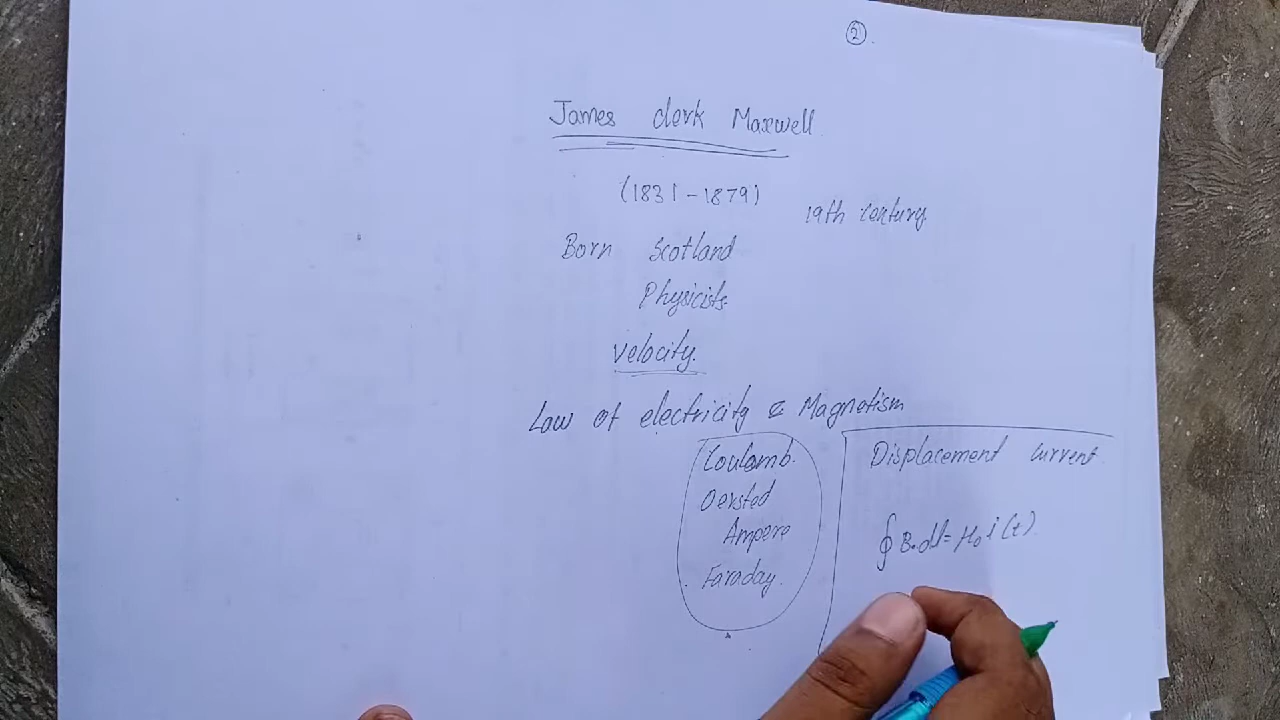 2
James Clerk Maxwell
(1831-1879)
19th Century
Born Scotland
Physicists
Velocity.
Law of electricity & Magnetism
Coulomb.
Oersted
Ampere
Faraday.
Displacement current
∮B.dl=μ₀i(t).